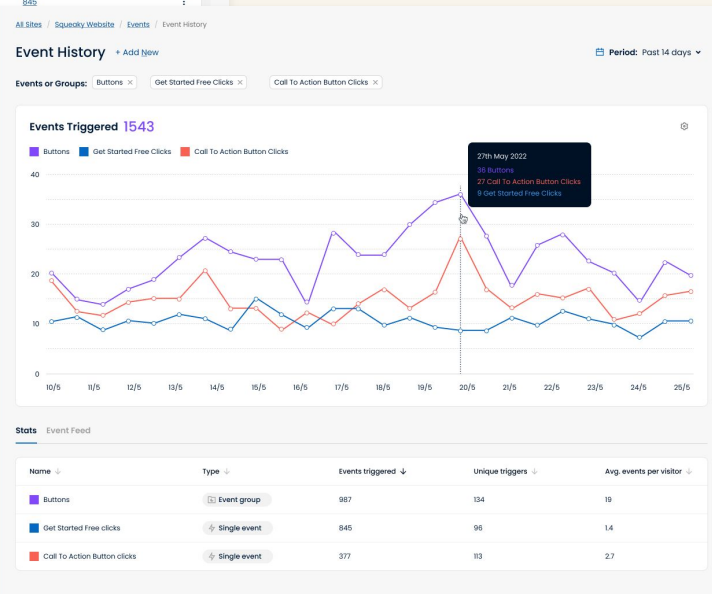 845
All Sites / Squeaky Website / Events / Event History
Event History + Add New
Period: Past 14 days
Events or Groups: Buttons × Get Started Free Clicks × Call To Action Button Clicks ×
Events Triggered 1543
Buttons Get Started Free Clicks Call To Action Button Clicks
27th May 2022
36 Buttons
27 Call To Action Button Clicks
9 Get Started Free Clicks
40
30
20
10
0
10/5 11/5 12/5 13/5 14/5 15/5 16/5 17/5 18/5 19/5 20/5 21/5 22/5 23/5 24/5 25/5
Stats Event Feed
Name ↓ Type ↓ Events triggered ↓ Unique triggers ↓ Avg. events per visitor ↓
Buttons Event group 987 134 19
Get Started Free clicks Single event 845 96 1.4
Call To Action Button clicks Single event 377 113 2.7